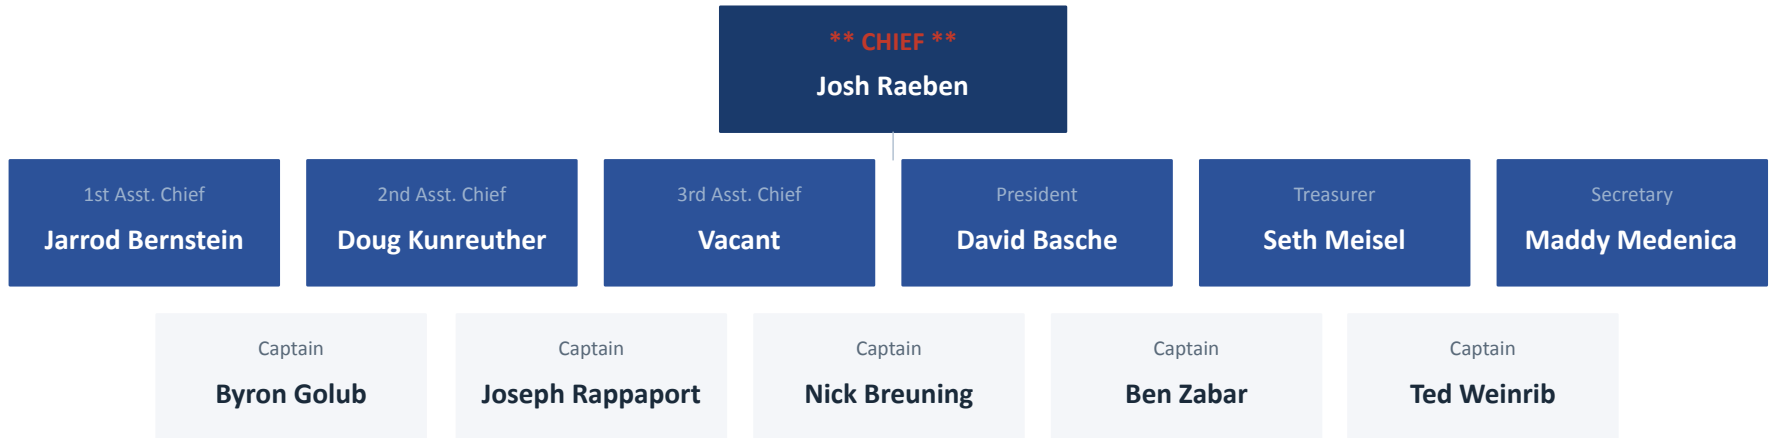 ** CHIEF **
Josh Raeben
1st Asst. Chief
Jarrod Bernstein
2nd Asst. Chief
Doug Kunreuther
3rd Asst. Chief
Vacant
President
David Basche
Treasurer
Seth Meisel
Secretary
Maddy Medenica
Captain
Byron Golub
Captain
Joseph Rappaport
Captain
Nick Breuning
Captain
Ben Zabar
Captain
Ted Weinrib